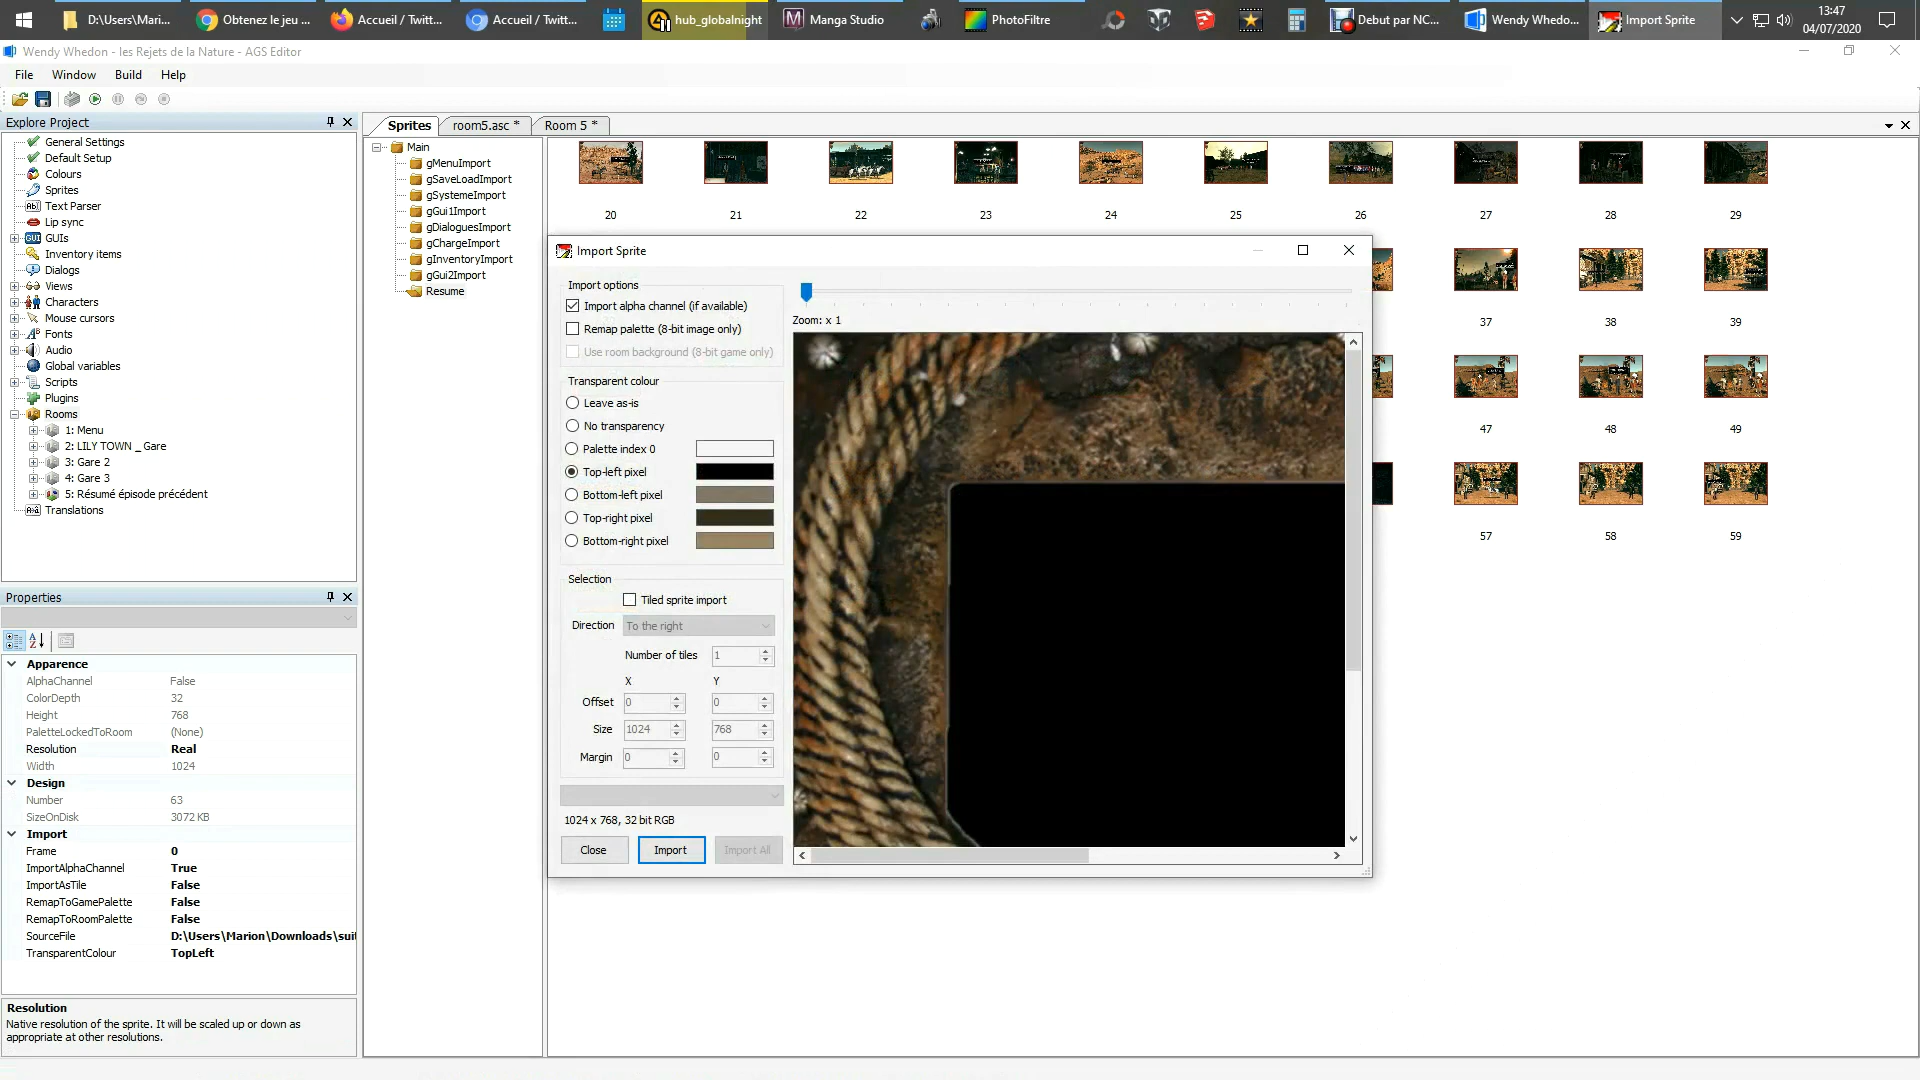 D:\Users\Mari...
Obtenez le jeu ...
Accueil / Twitt...
Accueil / Twitt...
hub_globalnight
Manga Studio
PhotoFiltre
Debut par NC...
Wendy Whedo...
Import Sprite
13:47
04/07/2020
Wendy Whedon - les Rejets de la Nature - AGS Editor
File Window Build Help
Explore Project
General Settings
Default Setup
Colours
Sprites
Text Parser
Lip sync
GUIs
Inventory items
Dialogs
Views
Characters
Mouse cursors
Fonts
Audio
Global variables
Scripts
Plugins
Rooms
1: Menu
2: LILY TOWN _ Gare
3: Gare 2
4: Gare 3
5: Résumé épisode précédent
Translations
Properties
Apparence
AlphaChannel False
ColorDepth 32
Height 768
PaletteLockedToRoom (None)
Resolution Real
Width 1024
Design
Number 63
SizeOnDisk 3072 KB
Import
Frame 0
ImportAlphaChannel True
ImportAsTile False
RemapToGamePalette False
RemapToRoomPalette False
SourceFile D:\Users\Marion\Downloads\suit
TransparentColour TopLeft
Resolution
Native resolution of the sprite. It will be scaled up or down as
appropriate at other resolutions.
Sprites room5.asc * Room 5 *
Main
gMenuImport
gSaveLoadImport
gSystemeImport
gGui1Import
gDialoguesImport
gChargeImport
gInventoryImport
gGui2Import
Resume
20 21 22 23 24 25 26 27 28 29
37 38 39
47 48 49
57 58 59
Import Sprite
Import options
Import alpha channel (if available)
Remap palette (8-bit image only)
Use room background (8-bit game only)
Transparent colour
Leave as-is
No transparency
Palette index 0
Top-left pixel
Bottom-left pixel
Top-right pixel
Bottom-right pixel
Selection
Tiled sprite import
Direction To the right
Number of tiles 1
X Y
Offset 0 0
Size 1024 768
Margin 0 0
1024 x 768, 32 bit RGB
Close Import Import All
Zoom: x 1